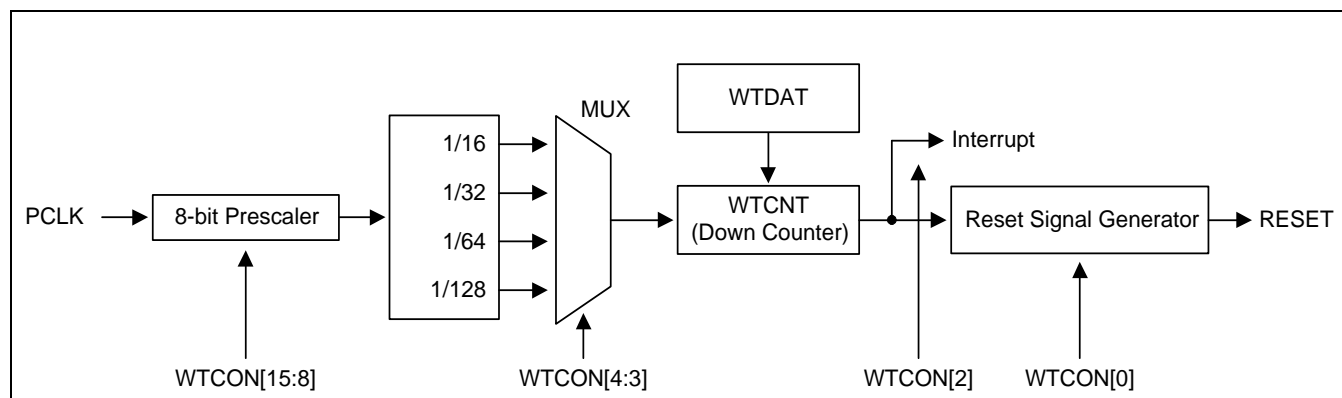 WTDAT
MUX
1/16
Interrupt
1/32
PCLK
8-bit Prescaler
WTCNT
(Down Counter)
Reset Signal Generator
RESET
1/64
1/128
WTCON[15:8]
WTCON[4:3]
WTCON[2]
WTCON[0]